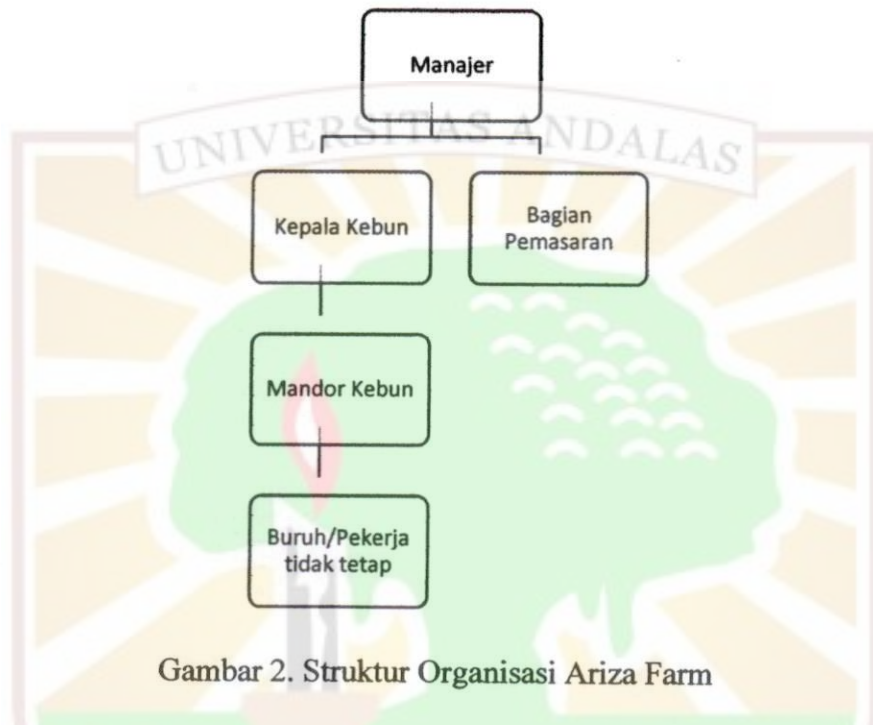 Manajer
UNIVERSITAS ANDALAS
Kepala Kebun
Bagian
Pemasaran
Mandor Kebun
Buruh/Pekerja
tidak tetap
Gambar 2. Struktur Organisasi Ariza Farm